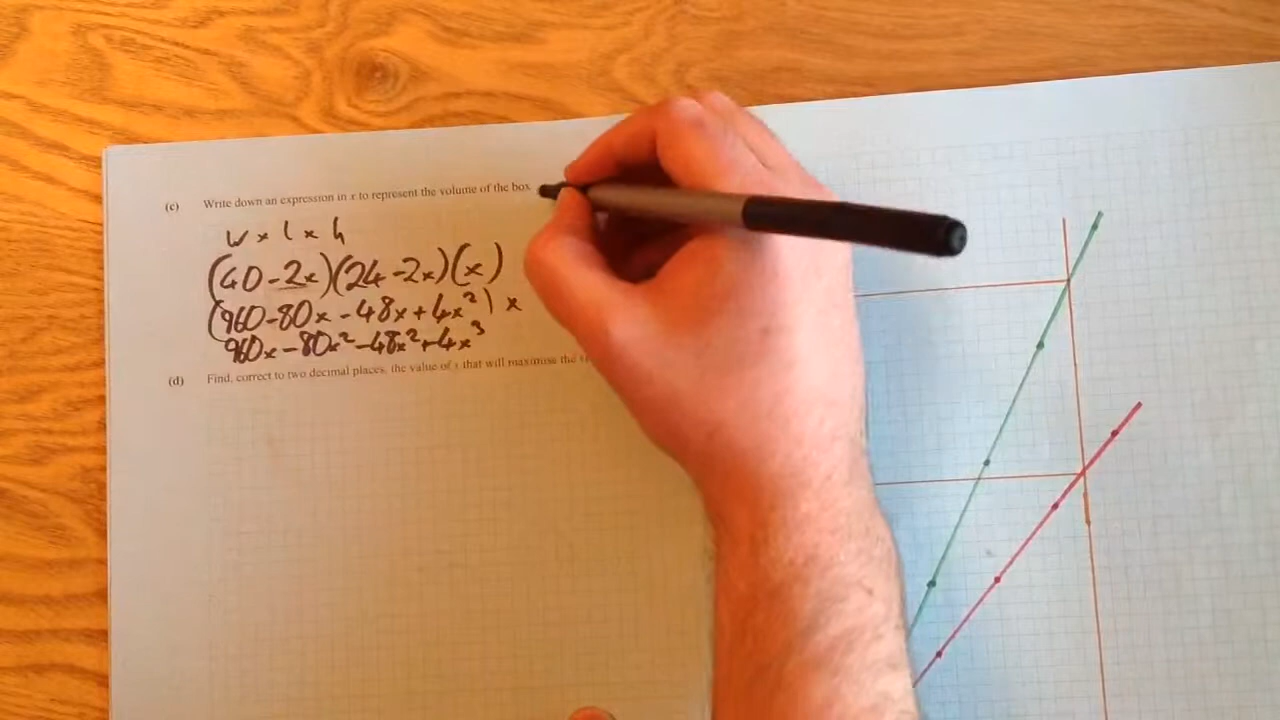 (c) Write down an expression in x to represent the volume of the box
w × l × h
(40-2x)(24-2x)(x)
(960-80x-48x+4x²)x
960x-80x²-48x²+4x³
(d) Find, correct to two decimal places, the value of x that will maximise the